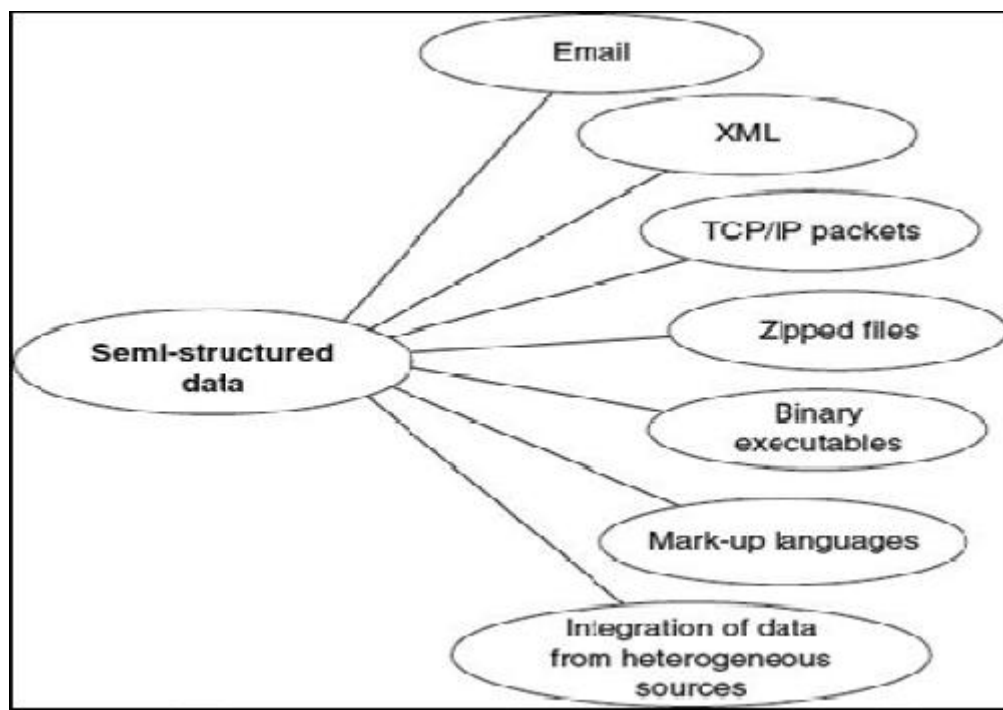 Email
XML
TCP/IP packets
Zipped files
Semi-structured
data
Binary
executables
Mark-up languages
Integration of data
from heterogeneous
sources